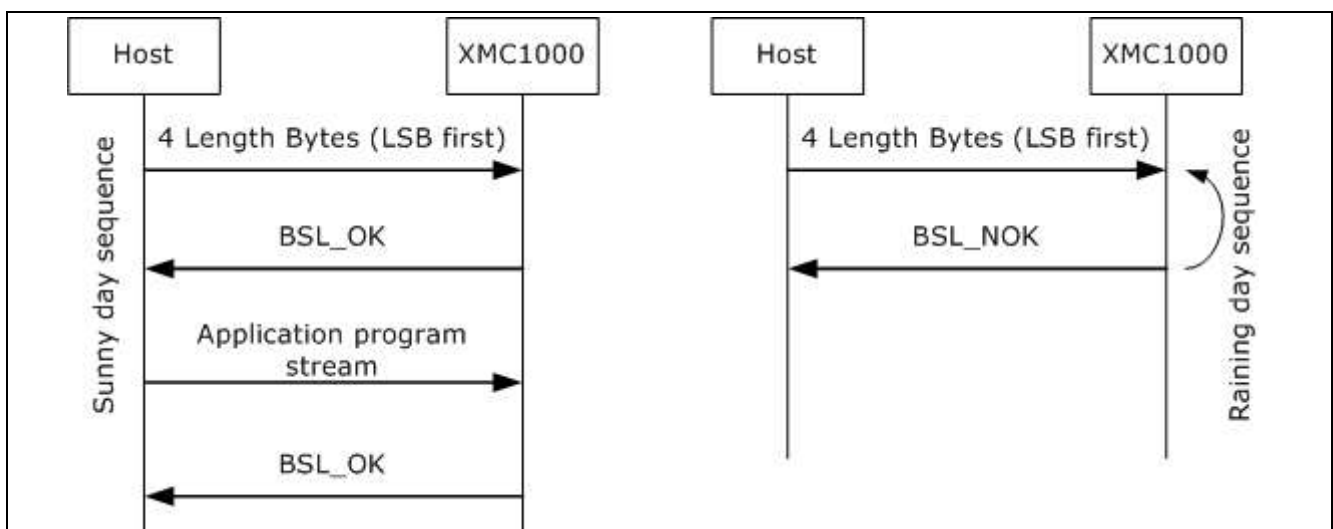 Host
XMC1000
Sunny day sequence
4 Length Bytes (LSB first)
BSL_OK
Application program
stream
BSL_OK
Host
XMC1000
4 Length Bytes (LSB first)
BSL_NOK
Raining day sequence